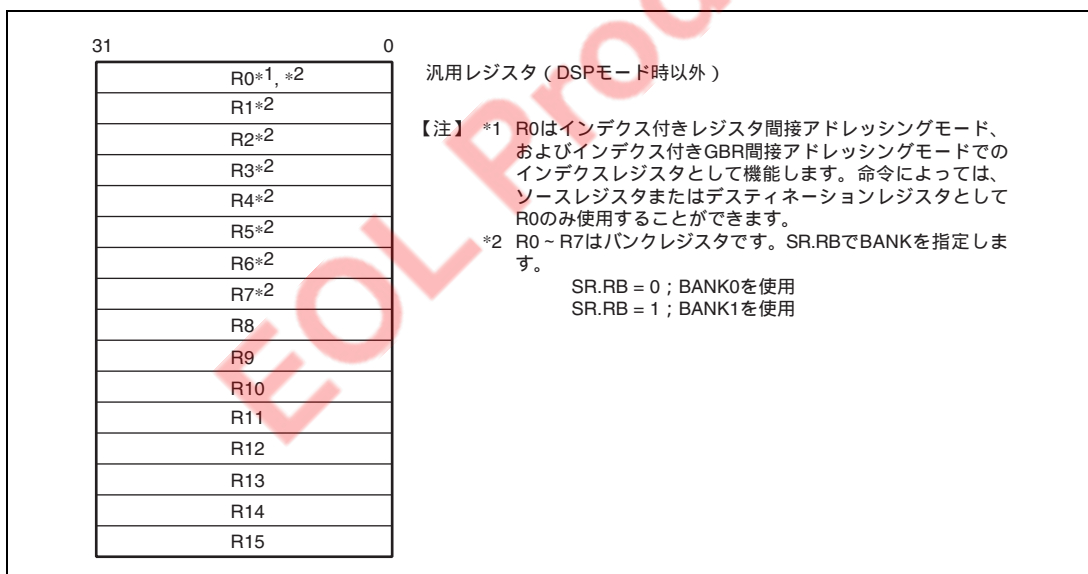 31 0
R0*1, *2
R1*2
R2*2
R3*2
R4*2
R5*2
R6*2
R7*2
R8
R9
R10
R11
R12
R13
R14
R15
汎用レジスタ(DSPモード時以外)
【注】 *1 R0はインデクス付きレジスタ間接アドレッシングモード、
およびインデクス付きGBR間接アドレッシングモードでの
インデクスレジスタとして機能します。命令によっては、
ソースレジスタまたはデスティネーションレジスタとして
R0のみ使用することができます。
*2 R0~R7はバンクレジスタです。SR.RBでBANKを指定しま
す。
SR.RB = 0;BANK0を使用
SR.RB = 1;BANK1を使用
EOL Prod